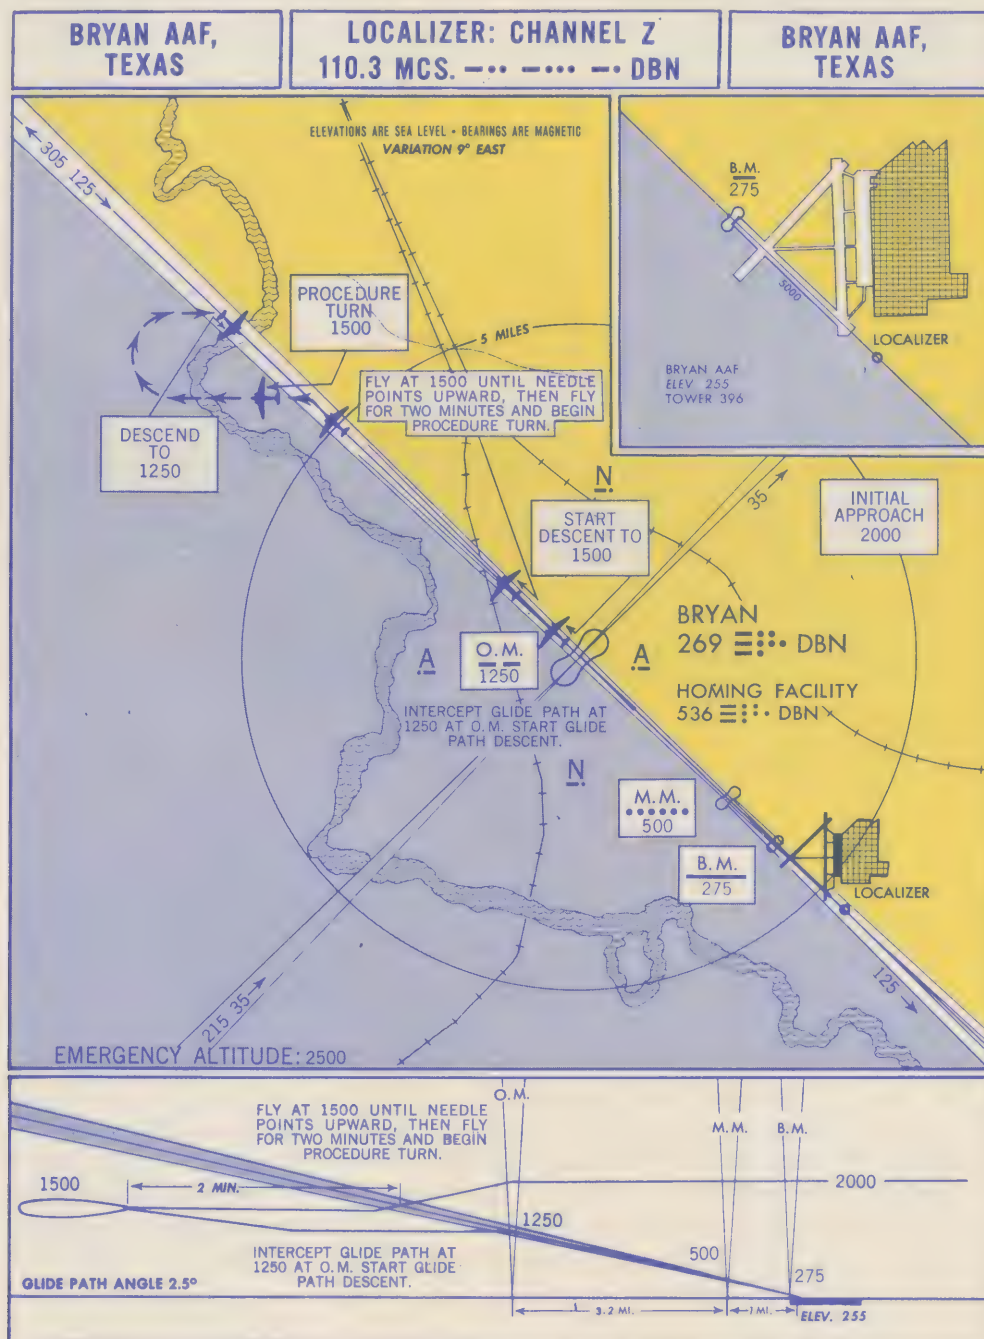 BRYAN AAF,
TEXAS
LOCALIZER: CHANNEL Z
110.3 MCS. —•• —••• —• DBN
BRYAN AAF,
TEXAS
← 305 125 →
ELEVATIONS ARE SEA LEVEL • BEARINGS ARE MAGNETIC
VARIATION 9° EAST
B.M.
275
5000
LOCALIZER
BRYAN AAF
ELEV 255
TOWER 396
PROCEDURE
TURN
1500
5 MILES
FLY AT 1500 UNTIL NEEDLE
POINTS UPWARD, THEN FLY
FOR TWO MINUTES AND BEGIN
PROCEDURE TURN.
DESCEND
TO
1250
N
35 →
START
DESCENT TO
1500
INITIAL
APPROACH
2000
BRYAN
269 DBN
HOMING FACILITY
536 DBN
A
O.M.
1250
A
INTERCEPT GLIDE PATH AT
1250 AT O.M. START GLIDE
PATH DESCENT.
N
M.M.
••••••
500
B.M.
275
LOCALIZER
125 →
215 35 →
EMERGENCY ALTITUDE: 2500
O.M.
M.M.
B.M.
FLY AT 1500 UNTIL NEEDLE
POINTS UPWARD, THEN FLY
FOR TWO MINUTES AND BEGIN
PROCEDURE TURN.
1500
2 MIN.
2000
1250
500
275
INTERCEPT GLIDE PATH AT
1250 AT O.M. START GLIDE
PATH DESCENT.
GLIDE PATH ANGLE 2.5°
3.2 MI.
1 MI.
ELEV. 255